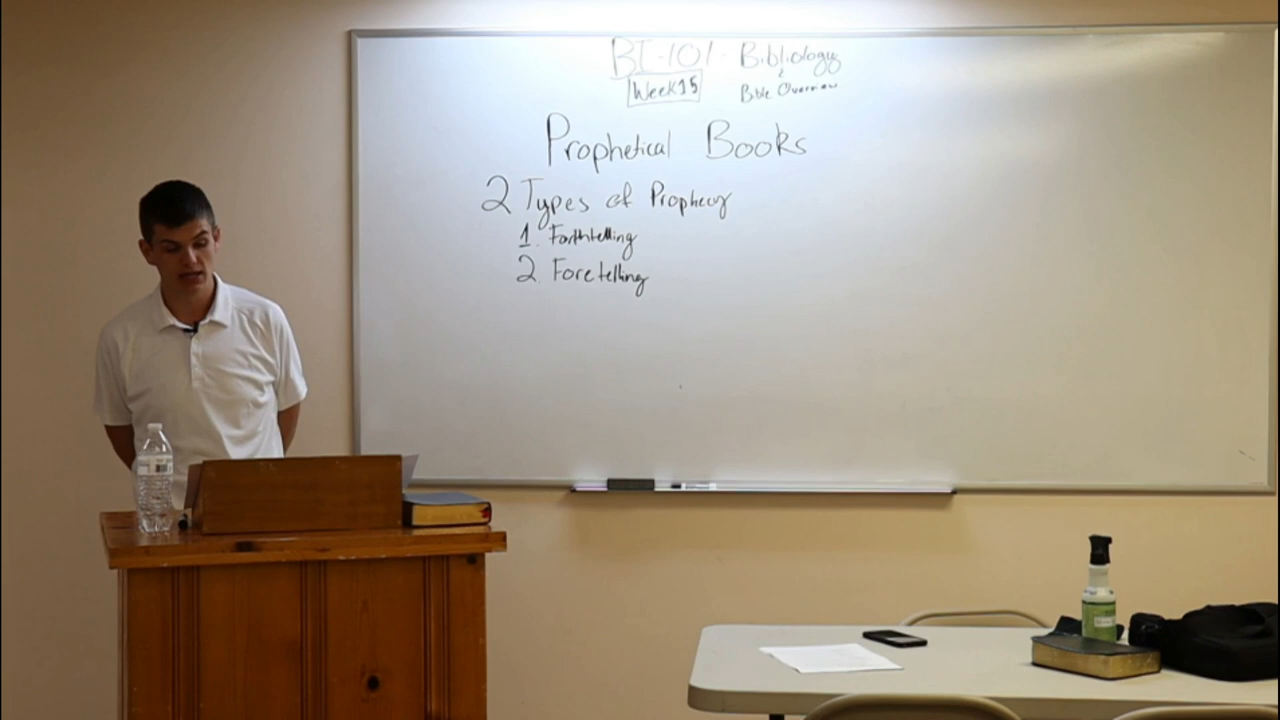 BI-101 - Bibliology
&
Week 15 Bible Overview
Prophetical Books
2 Types of Prophecy
1. Forthtelling
2. Foretelling